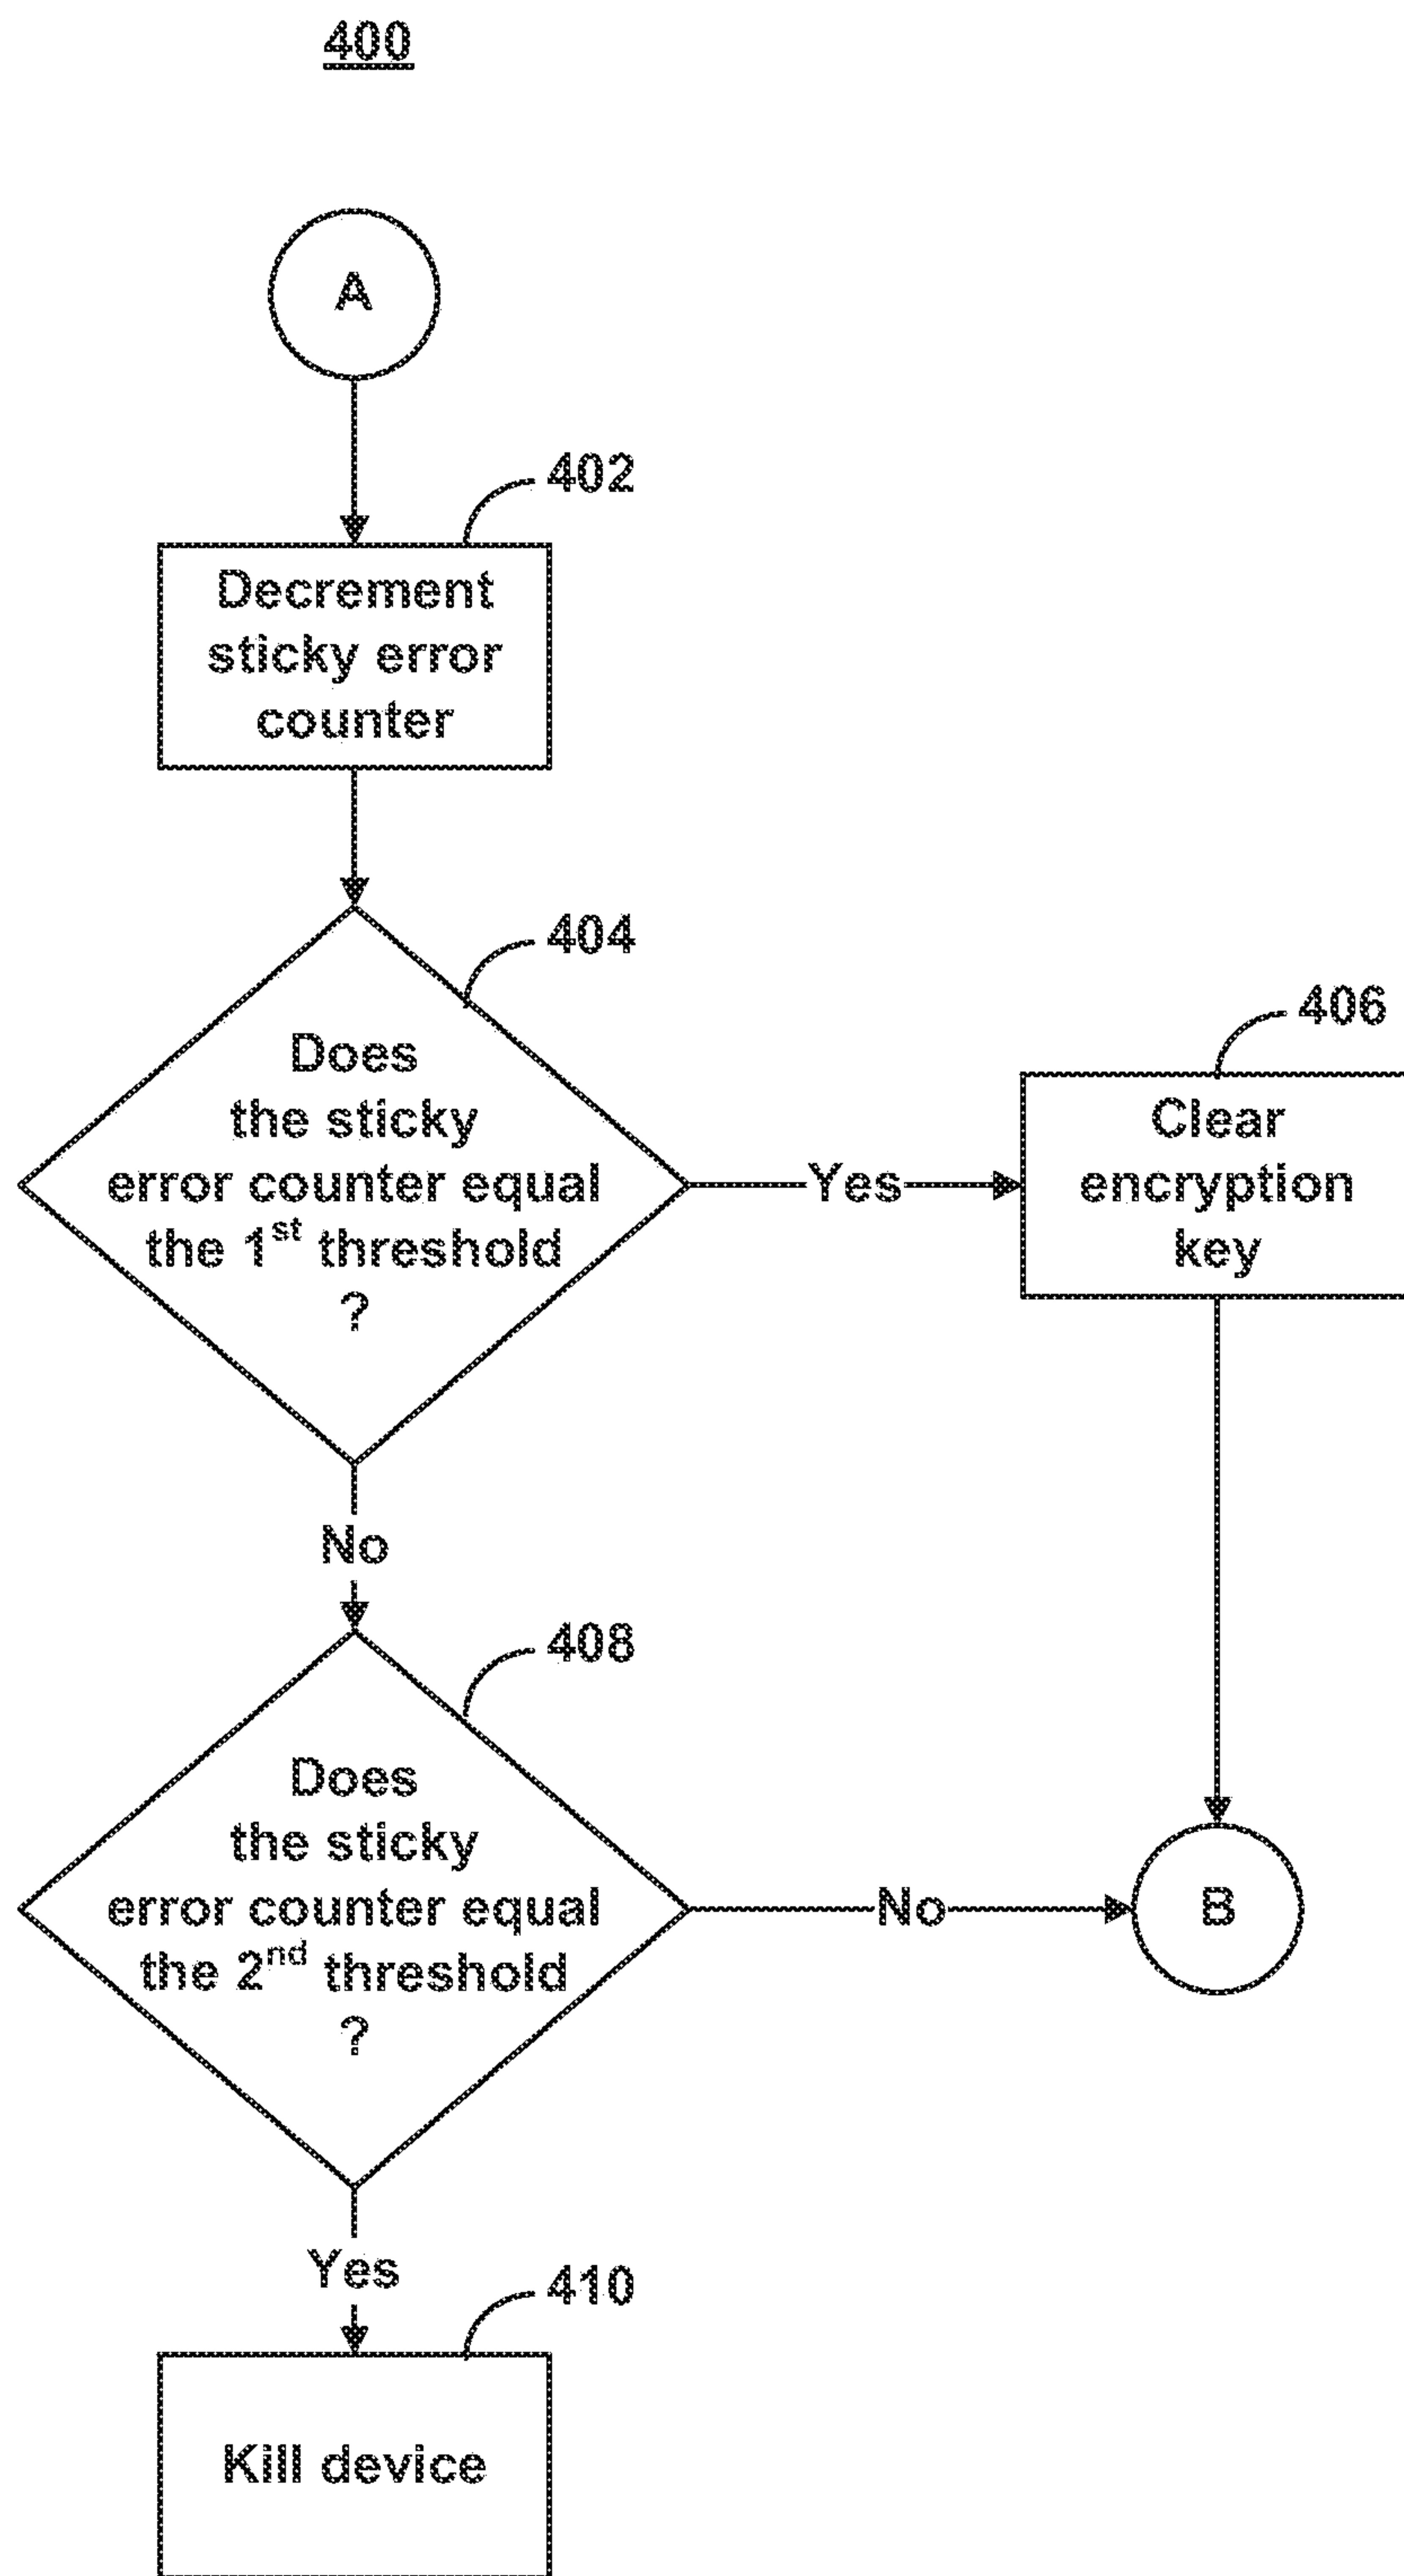 400
A
402
Decrement
sticky error
counter
404
Does
the sticky
error counter equal
the 1st threshold
?
Yes
406
Clear
encryption
key
No
408
Does
the sticky
error counter equal
the 2nd threshold
?
No
B
Yes
410
Kill device